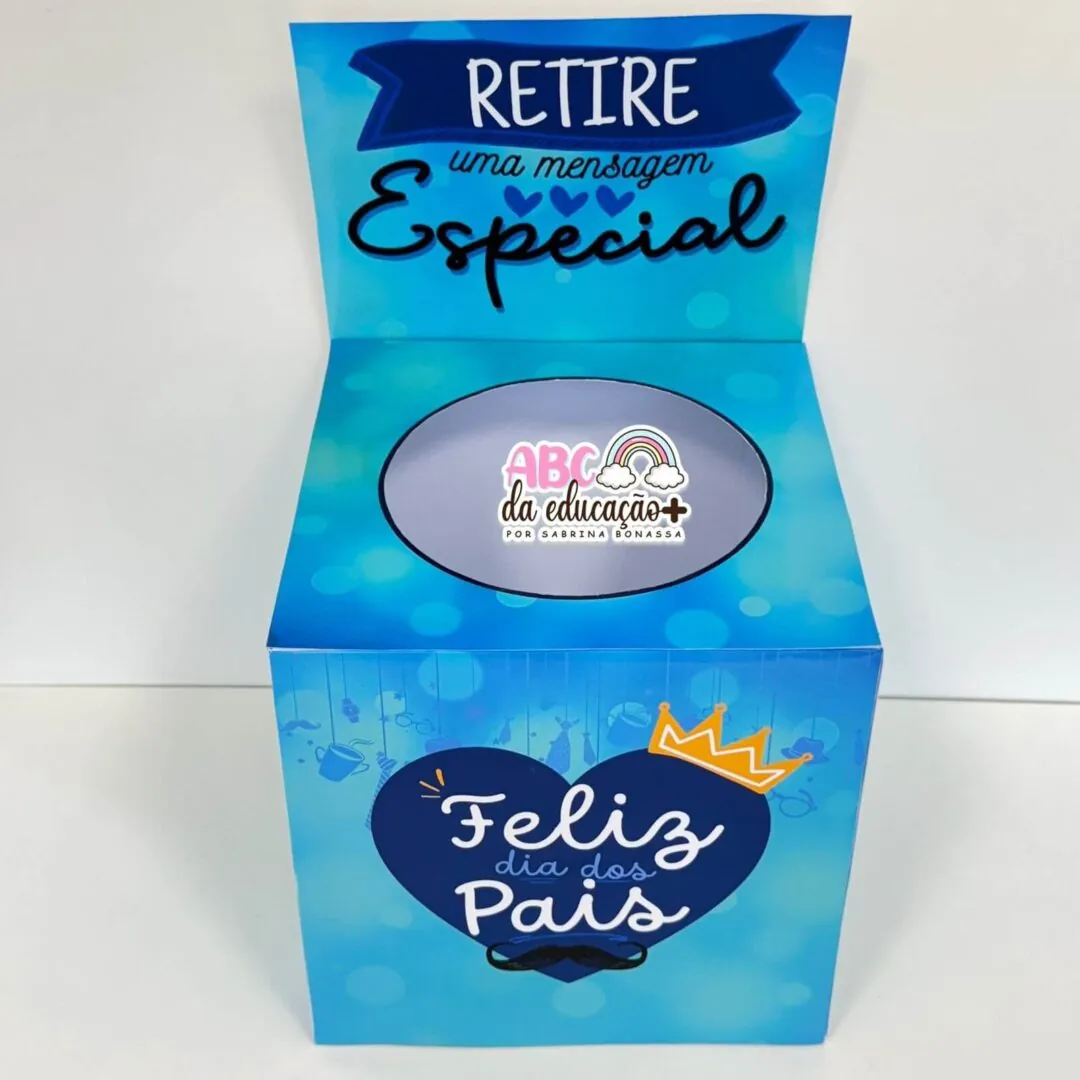 RETIRE
uma mensagem
Especial
ABC
da educação+
POR SABRINA BONASSA
Feliz
dia dos
Pais